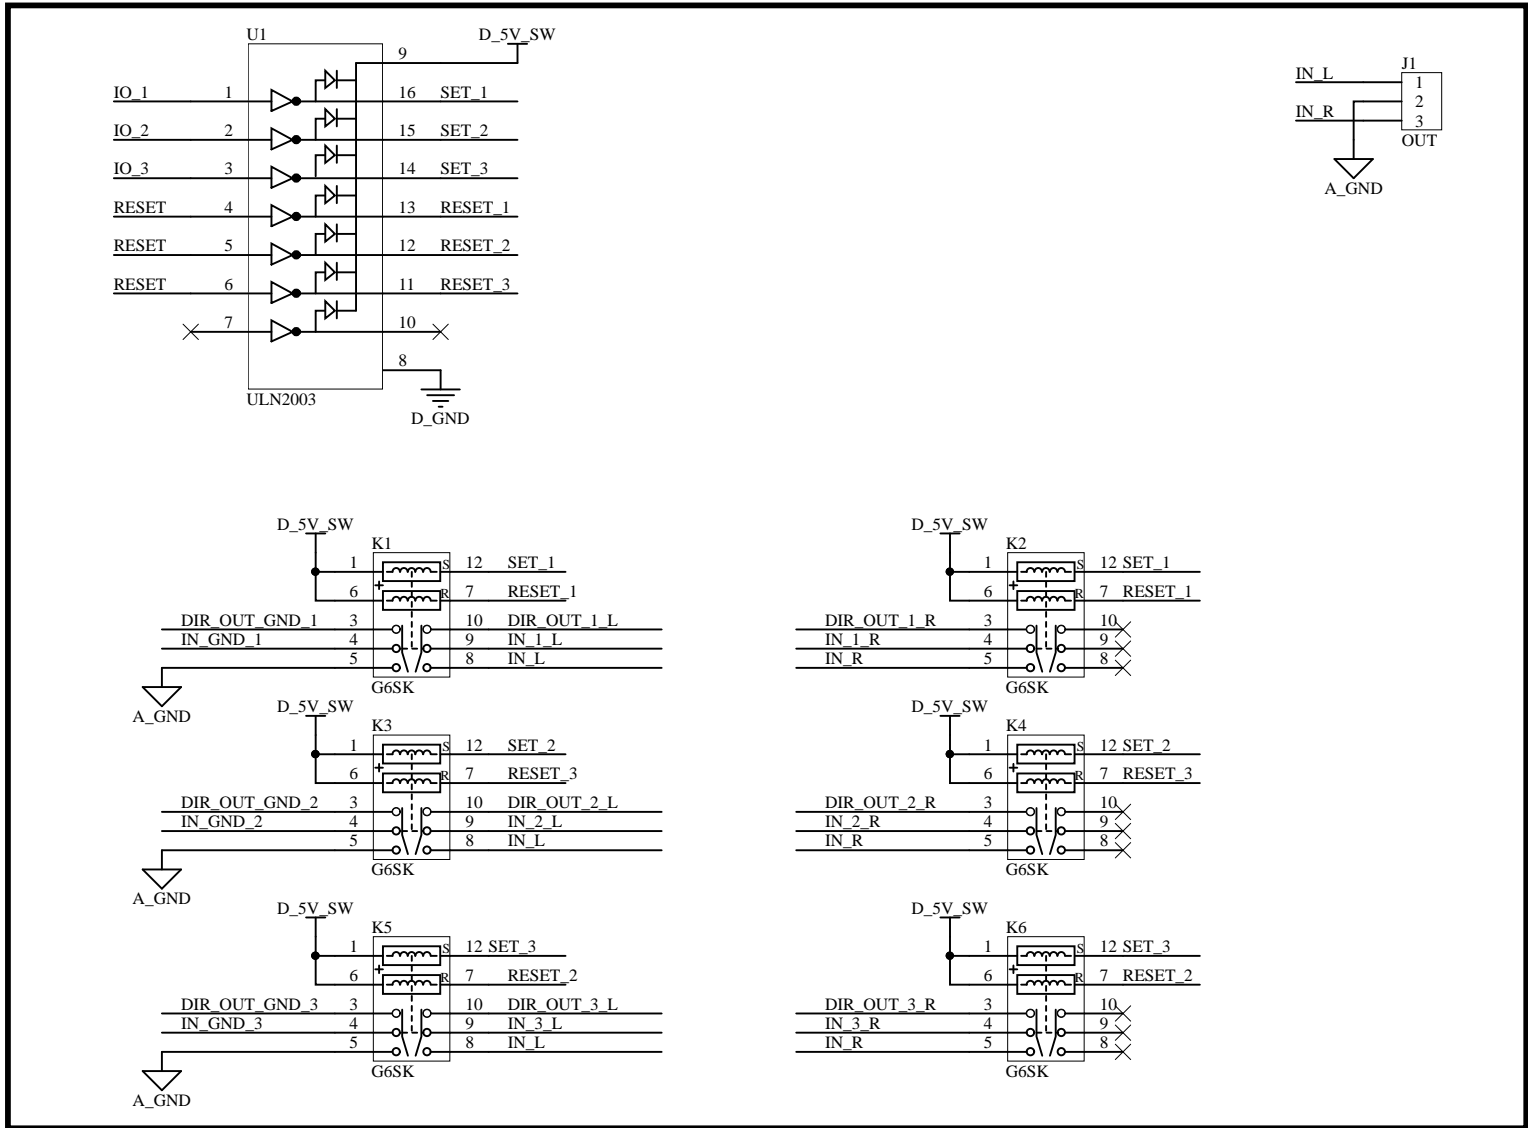 U1
D_5V_SW
9
IO_1 1 16 SET_1
IO_2 2 15 SET_2
IO_3 3 14 SET_3
RESET 4 13 RESET_1
RESET 5 12 RESET_2
RESET 6 11 RESET_3
7 10
8
ULN2003
D_GND
J1
IN_L 1
2
IN_R 3
OUT
A_GND
D_5V_SW
K1
1 S 12 SET_1
+
6 R 7 RESET_1
DIR_OUT_GND_1 3 10 DIR_OUT_1_L
IN_GND_1 4 9 IN_1_L
5 8 IN_L
G6SK
A_GND
D_5V_SW
K2
1 S 12 SET_1
+
6 R 7 RESET_1
DIR_OUT_1_R 3 10
IN_1_R 4 9
IN_R 5 8
G6SK
D_5V_SW
K3
1 S 12 SET_2
+
6 R 7 RESET_3
DIR_OUT_GND_2 3 10 DIR_OUT_2_L
IN_GND_2 4 9 IN_2_L
5 8 IN_L
G6SK
A_GND
D_5V_SW
K4
1 S 12 SET_2
+
6 R 7 RESET_3
DIR_OUT_2_R 3 10
IN_2_R 4 9
IN_R 5 8
G6SK
D_5V_SW
K5
1 S 12 SET_3
+
6 R 7 RESET_2
DIR_OUT_GND_3 3 10 DIR_OUT_3_L
IN_GND_3 4 9 IN_3_L
5 8 IN_L
G6SK
A_GND
D_5V_SW
K6
1 S 12 SET_3
+
6 R 7 RESET_2
DIR_OUT_3_R 3 10
IN_3_R 4 9
IN_R 5 8
G6SK